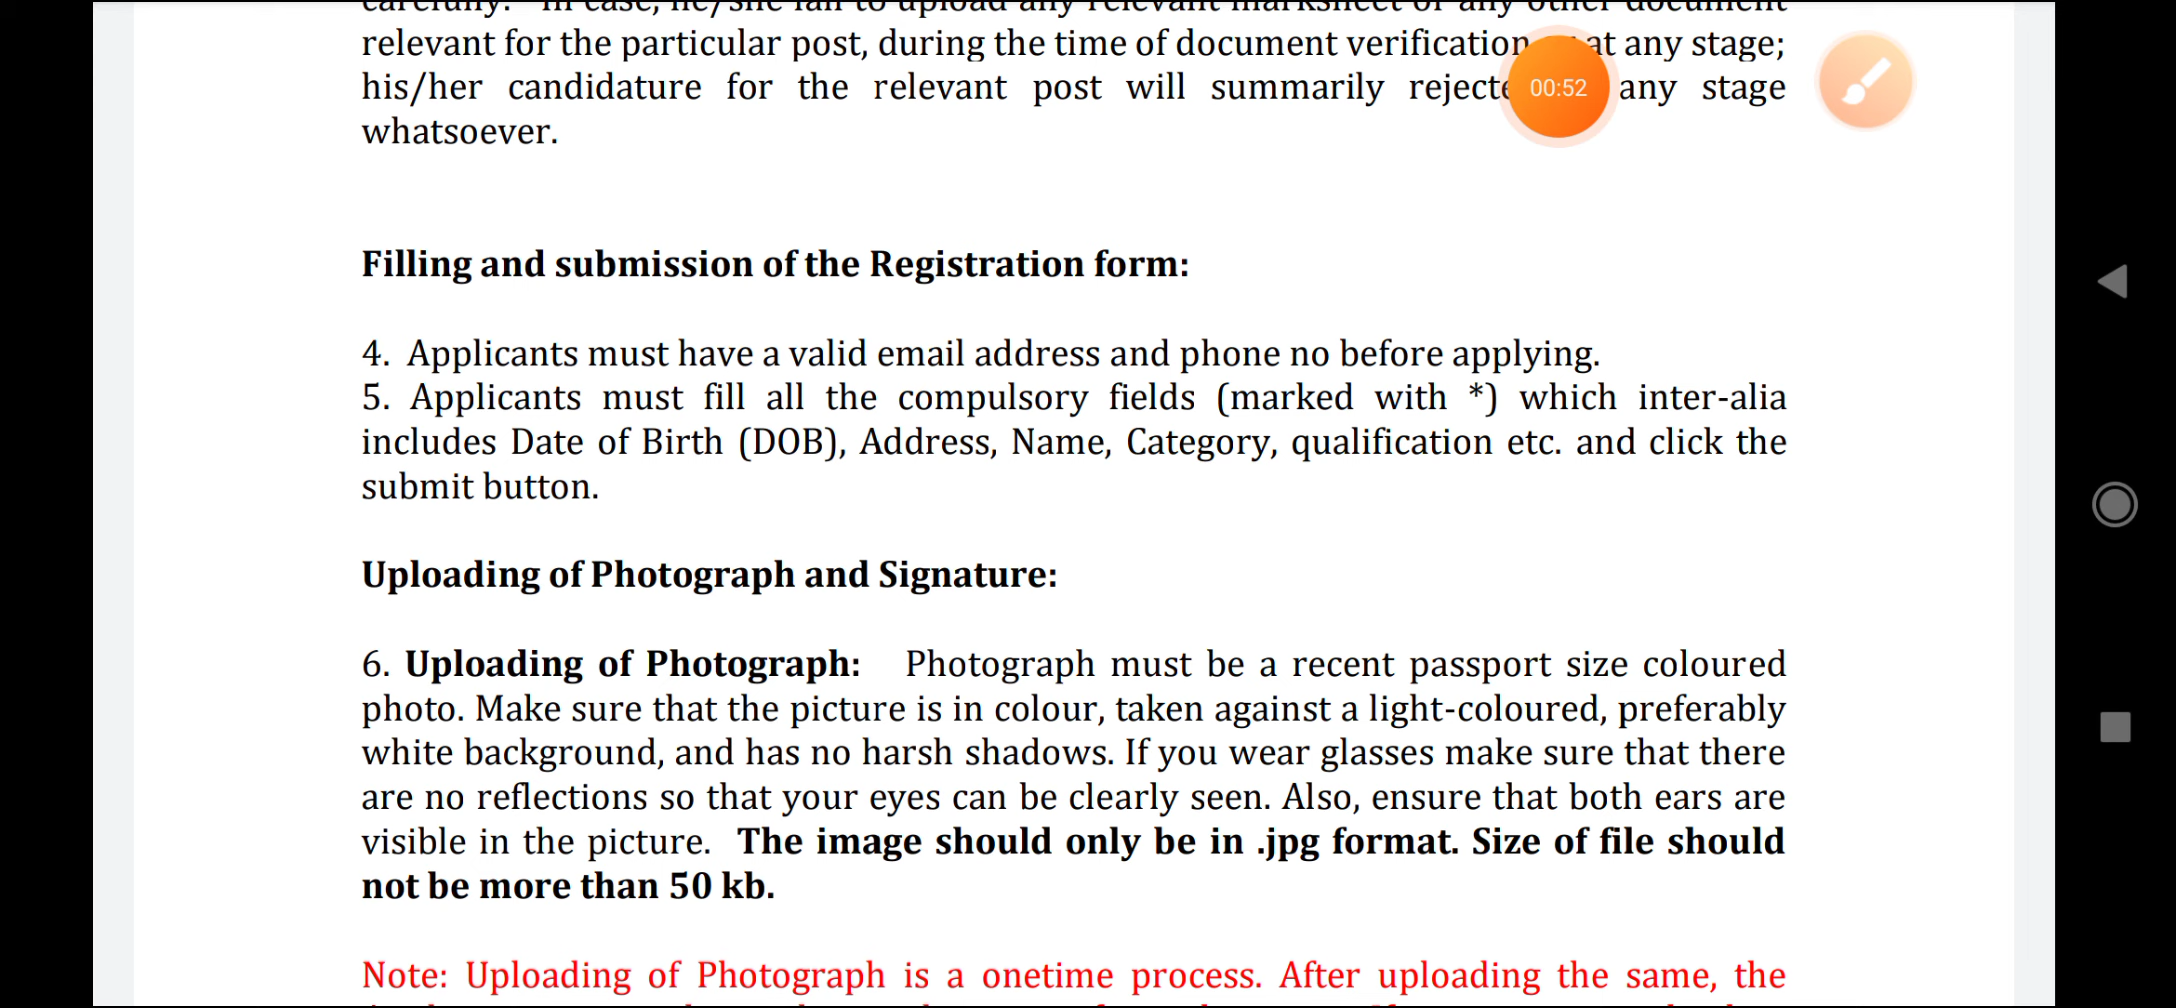 relevant for the particular post, during the time of document verification at any stage;
his/her candidature for the relevant post will summarily any stage
whatsoever.
Filling and submission of the Registration form:
4. Applicants must have a valid email address and phone no before applying.
5. Applicants must fill all the compulsory fields (marked with *) which inter-alia
includes Date of Birth (DOB), Address, Name, Category, qualification etc. and click the
submit button.
Uploading of Photograph and Signature:
6. Uploading of Photograph: Photograph must be a recent passport size coloured
photo. Make sure that the picture is in colour, taken against a light-coloured, preferably
white background, and has no harsh shadows. If you wear glasses make sure that there
are no reflections so that your eyes can be clearly seen. Also, ensure that both ears are
visible in the picture. The image should only be in .jpg format. Size of file should
not be more than 50 kb.
Note: Uploading of Photograph is a onetime process. After uploading the same, the
00:52